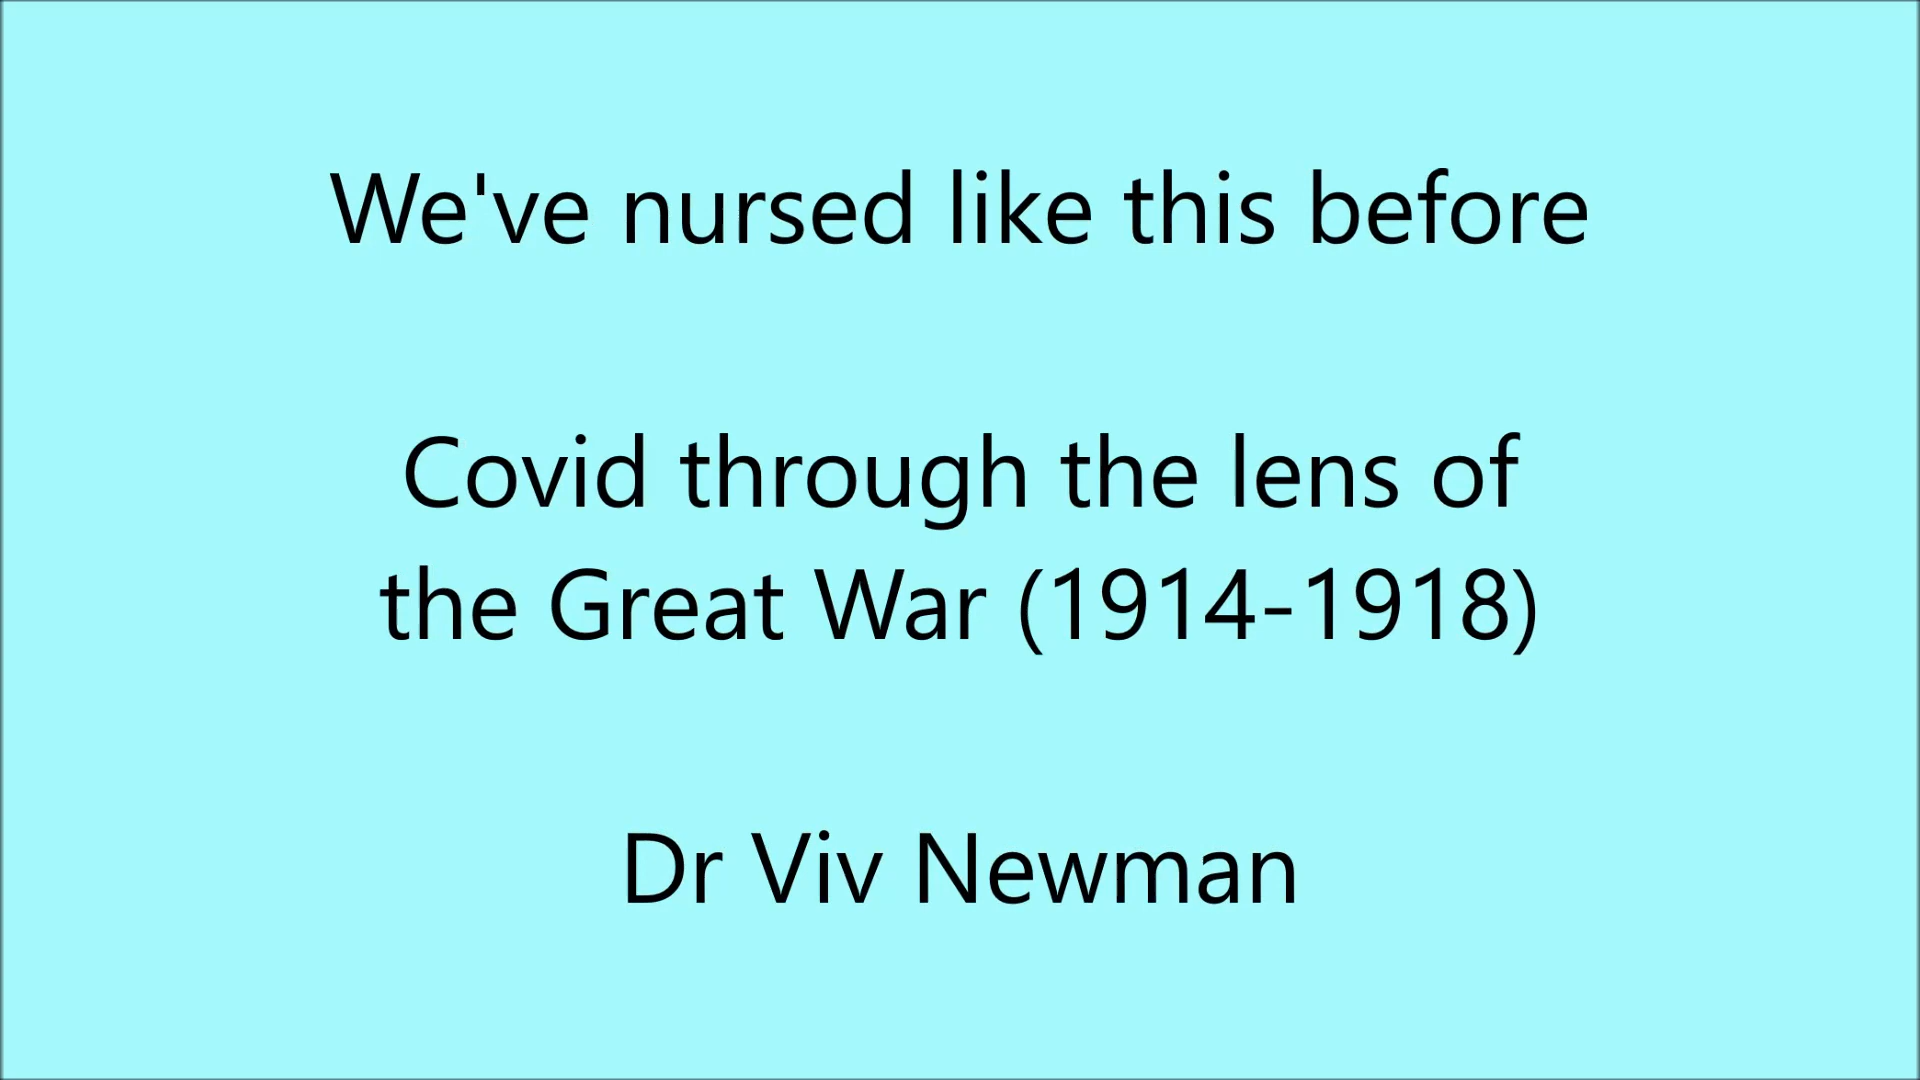 We've nursed like this before
Covid through the lens of
the Great War (1914-1918)
Dr Viv Newman